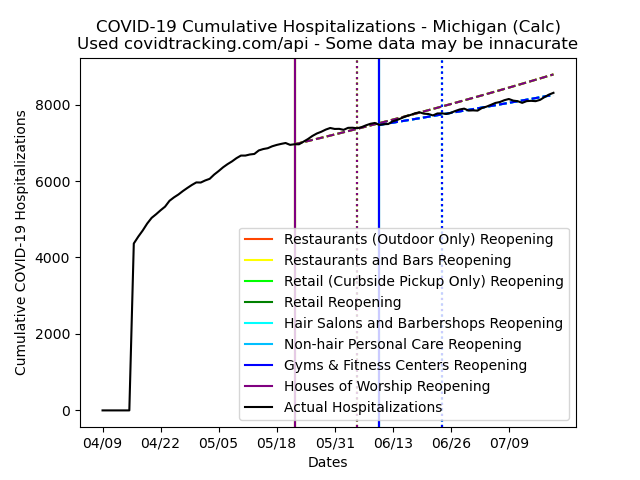 COVID-19 Cumulative Hospitalizations - Michigan (Calc)
Used covidtracking.com/api - Some data may be innacurate
Cumulative COVID-19 Hospitalizations
8000
6000
4000
2000
0
Restaurants (Outdoor Only) Reopening
Restaurants and Bars Reopening
Retail (Curbside Pickup Only) Reopening
Retail Reopening
Hair Salons and Barbershops Reopening
Non-hair Personal Care Reopening
Gyms & Fitness Centers Reopening
Houses of Worship Reopening
Actual Hospitalizations
04/09 04/22 05/05 05/18 05/31 06/13 06/26 07/09
Dates